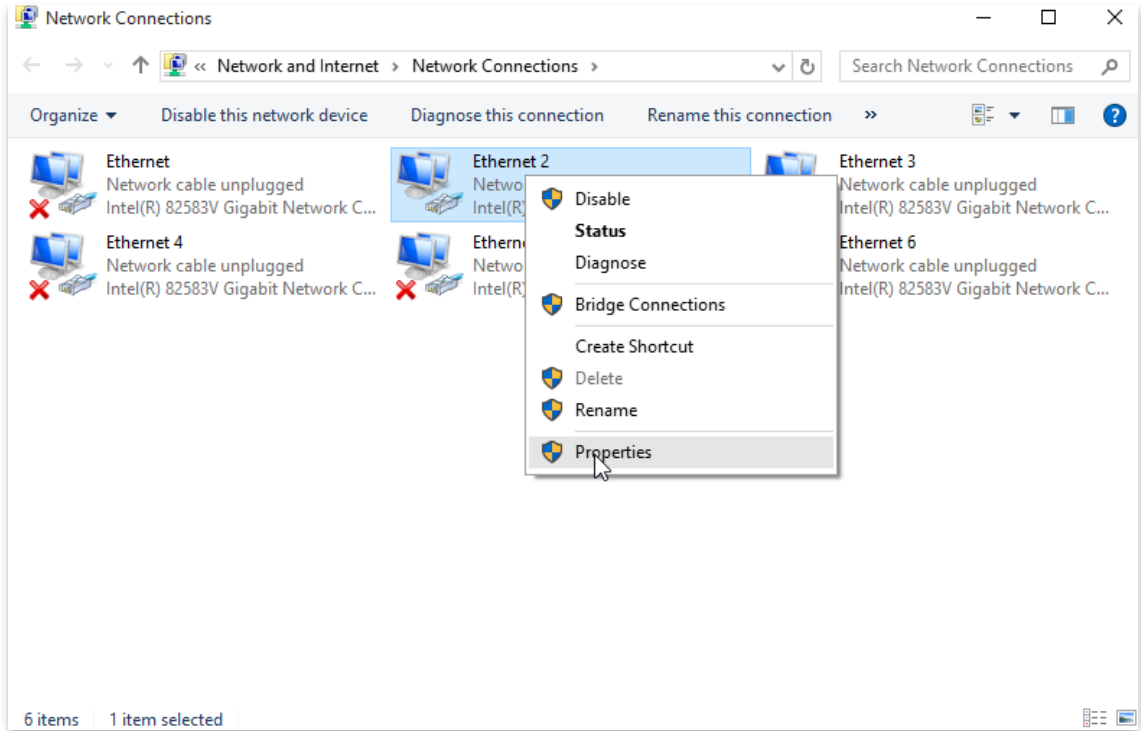 Network Connections
« Network and Internet › Network Connections ›
Search Network Connections
Organize Disable this network device Diagnose this connection Rename this connection »
Ethernet
Network cable unplugged
Intel(R) 82583V Gigabit Network C...
Ethernet 2
Netwo
Intel(R)
Ethernet 3
Network cable unplugged
Intel(R) 82583V Gigabit Network C...
Ethernet 4
Network cable unplugged
Intel(R) 82583V Gigabit Network C...
Ethern
Netwo
Intel(R)
Ethernet 6
Network cable unplugged
Intel(R) 82583V Gigabit Network C...
Disable
Status
Diagnose
Bridge Connections
Create Shortcut
Delete
Rename
Properties
6 items 1 item selected